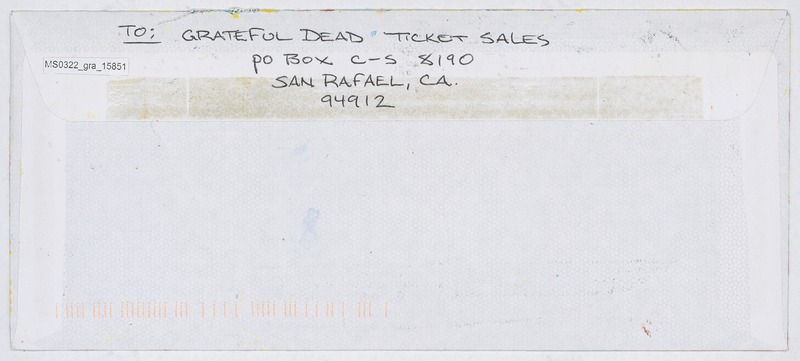 TO: GRATEFUL DEAD TICKET SALES
PO BOX C-S 8190
SAN RAFAEL, CA.
94912
MS0322_gra_15851